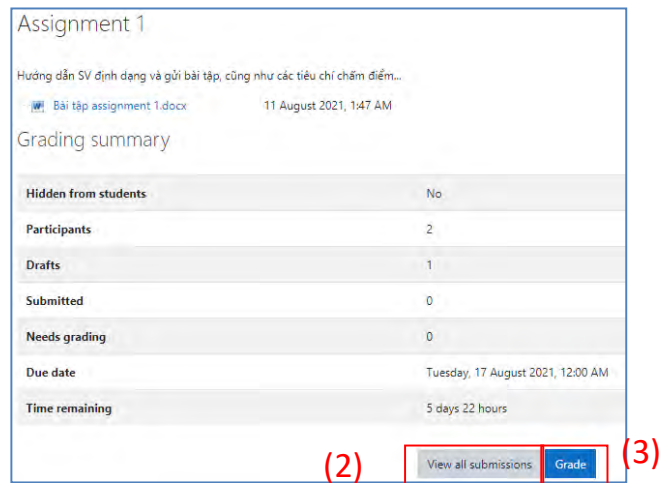 Assignment 1
Hướng dẫn SV định dạng và gửi bài tập, cũng như các tiêu chí chấm điểm...
Bài tập assignment 1.docx 11 August 2021, 1:47 AM
Grading summary
Hidden from students No
Participants 2
Drafts 1
Submitted 0
Needs grading 0
Due date Tuesday, 17 August 2021, 12:00 AM
Time remaining 5 days 22 hours
(2) View all submissions Grade (3)